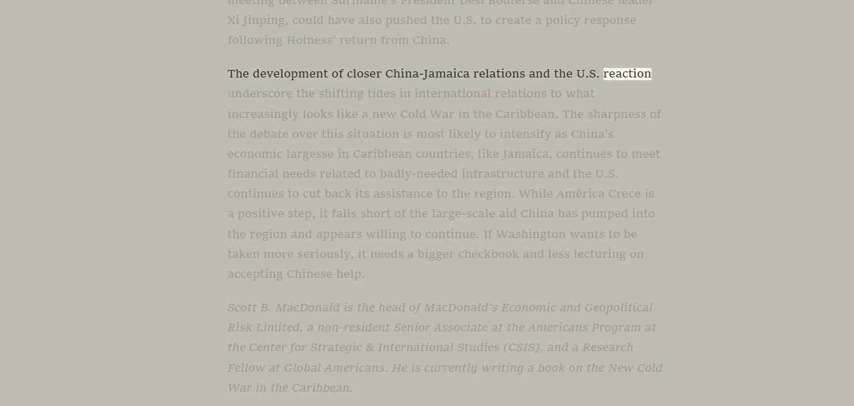 meeting between Suriname's President Desi Bouterse and Chinese leader
Xi Jinping, could have also pushed the U.S. to create a policy response
following Holness' return from China.
The development of closer China-Jamaica relations and the U.S. reaction
underscore the shifting tides in international relations to what
increasingly looks like a new Cold War in the Caribbean. The sharpness of
the debate over this situation is most likely to intensify as China's
economic largesse in Caribbean countries, like Jamaica, continues to meet
financial needs related to badly-needed infrastructure and the U.S.
continues to cut back its assistance to the region. While América Crece is
a positive step, it falls short of the large-scale aid China has pumped into
the region and appears willing to continue. If Washington wants to be
taken more seriously, it needs a bigger checkbook and less lecturing on
accepting Chinese help.
Scott B. MacDonald is the head of MacDonald's Economic and Geopolitical
Risk Limited, a non-resident Senior Associate at the Americans Program at
the Center for Strategic & International Studies (CSIS), and a Research
Fellow at Global Americans. He is currently writing a book on the New Cold
War in the Caribbean.